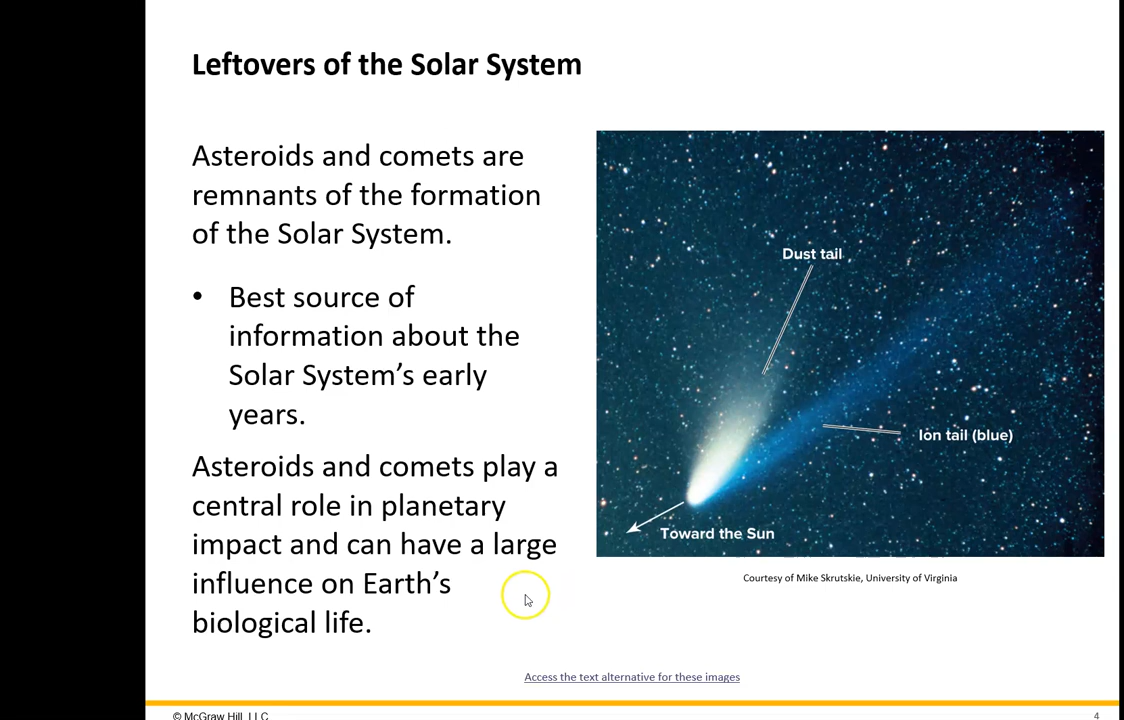 Leftovers of the Solar System
Asteroids and comets are
remnants of the formation
of the Solar System.
• Best source of
information about the
Solar System’s early
years.
Asteroids and comets play a
central role in planetary
impact and can have a large
influence on Earth’s
biological life.
Dust tail
Ion tail (blue)
Toward the Sun
Courtesy of Mike Skrutskie, University of Virginia
Access the text alternative for these images
© McGraw Hill, LLC
4